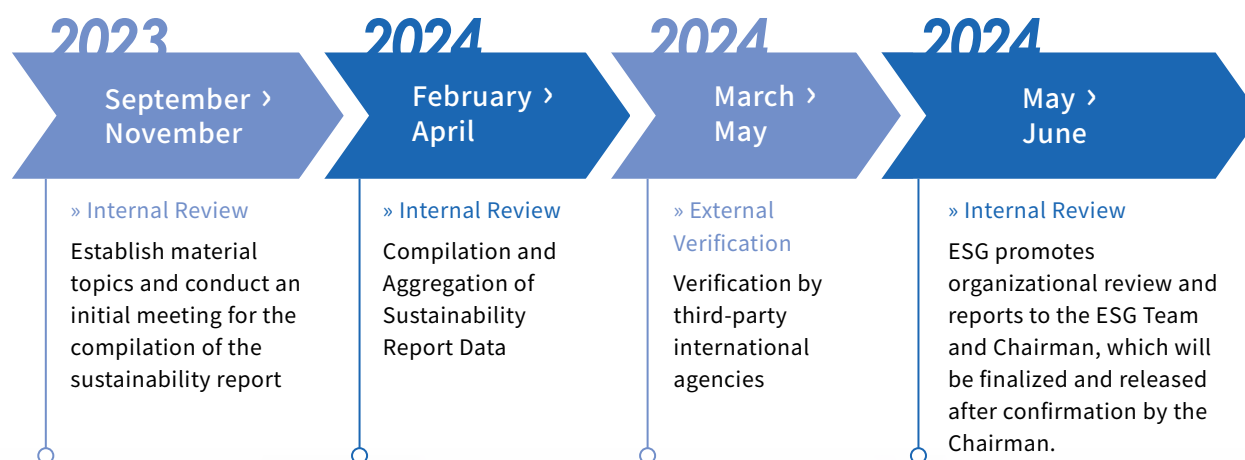 2023
September ›
November
» Internal Review
Establish material
topics and conduct an
initial meeting for the
compilation of the
sustainability report
2024
February ›
April
» Internal Review
Compilation and
Aggregation of
Sustainability
Report Data
2024
March ›
May
» External
Verification
Verification by
third-party
international
agencies
2024
May ›
June
» Internal Review
ESG promotes
organizational review and
reports to the ESG Team
and Chairman, which will
be finalized and released
after confirmation by the
Chairman.